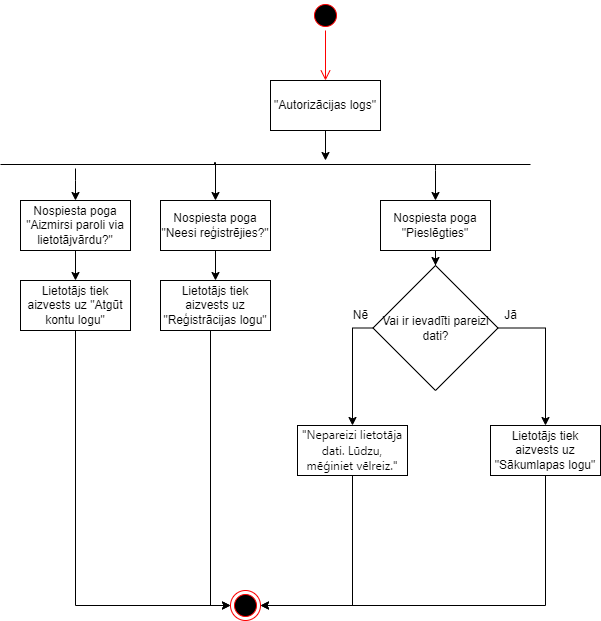 "Autorizācijas logs"
Nospiesta poga
"Aizmirsi paroli via
lietotājvārdu?"
Nospiesta poga
"Neesi reģistrējies?"
Nospiesta poga
"Pieslēgties"
Lietotājs tiek
aizvests uz "Atgūt
kontu logu"
Lietotājs tiek
aizvests uz
"Reģistrācijas logu"
Nē
Vai ir ievadīti pareizi
dati?
Jā
"Nepareizi lietotāja
dati. Lūdzu,
mēģiniet vēlreiz."
Lietotājs tiek
aizvests uz
"Sākumlapas logu"